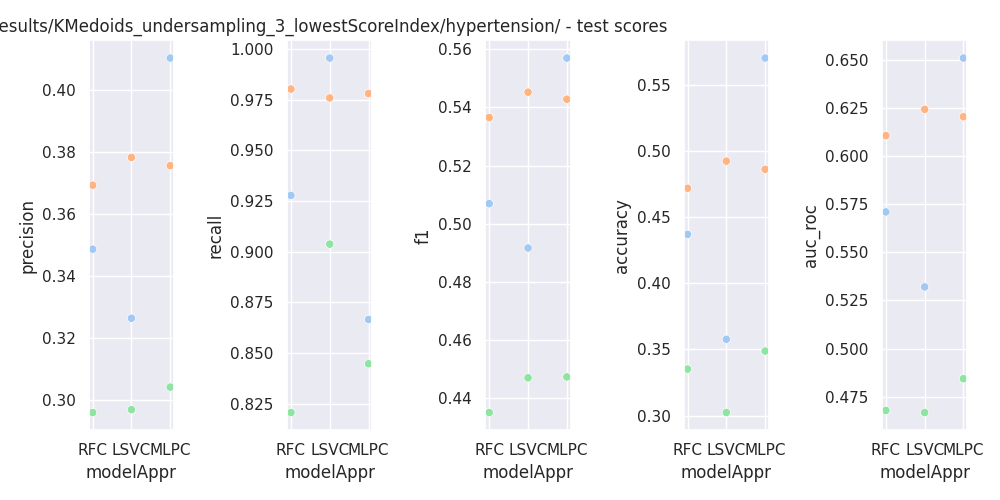 esults/KMedoids_undersampling_3_lowestScoreIndex/hypertension/ - test scores
precision
0.40
0.38
0.36
0.34
0.32
0.30
RFC LSVCMLPC
modelAppr
recall
1.000
0.975
0.950
0.925
0.900
0.875
0.850
0.825
RFC LSVCMLPC
modelAppr
f1
0.56
0.54
0.52
0.50
0.48
0.46
0.44
RFC LSVCMLPC
modelAppr
accuracy
0.55
0.50
0.45
0.40
0.35
0.30
RFC LSVCMLPC
modelAppr
auc_roc
0.650
0.625
0.600
0.575
0.550
0.525
0.500
0.475
RFC LSVCMLPC
modelAppr